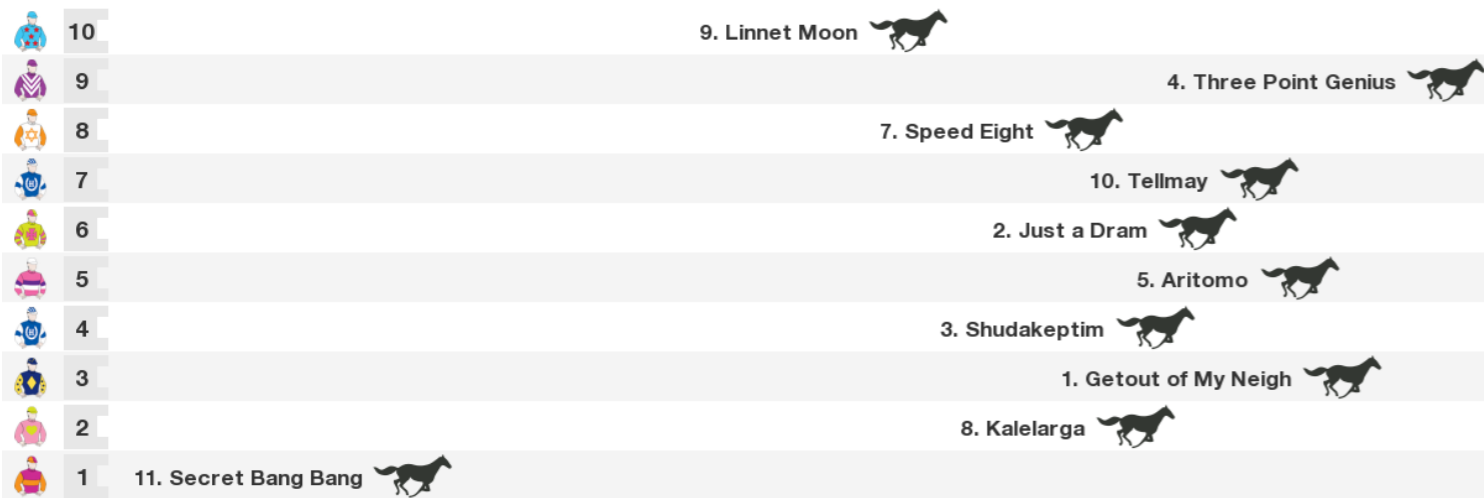 10 9. Linnet Moon
9 4. Three Point Genius
8 7. Speed Eight
7 10. Tellmay
6 2. Just a Dram
5 5. Aritomo
4 3. Shudakeptim
3 1. Getout of My Neigh
2 8. Kalelarga
1 11. Secret Bang Bang